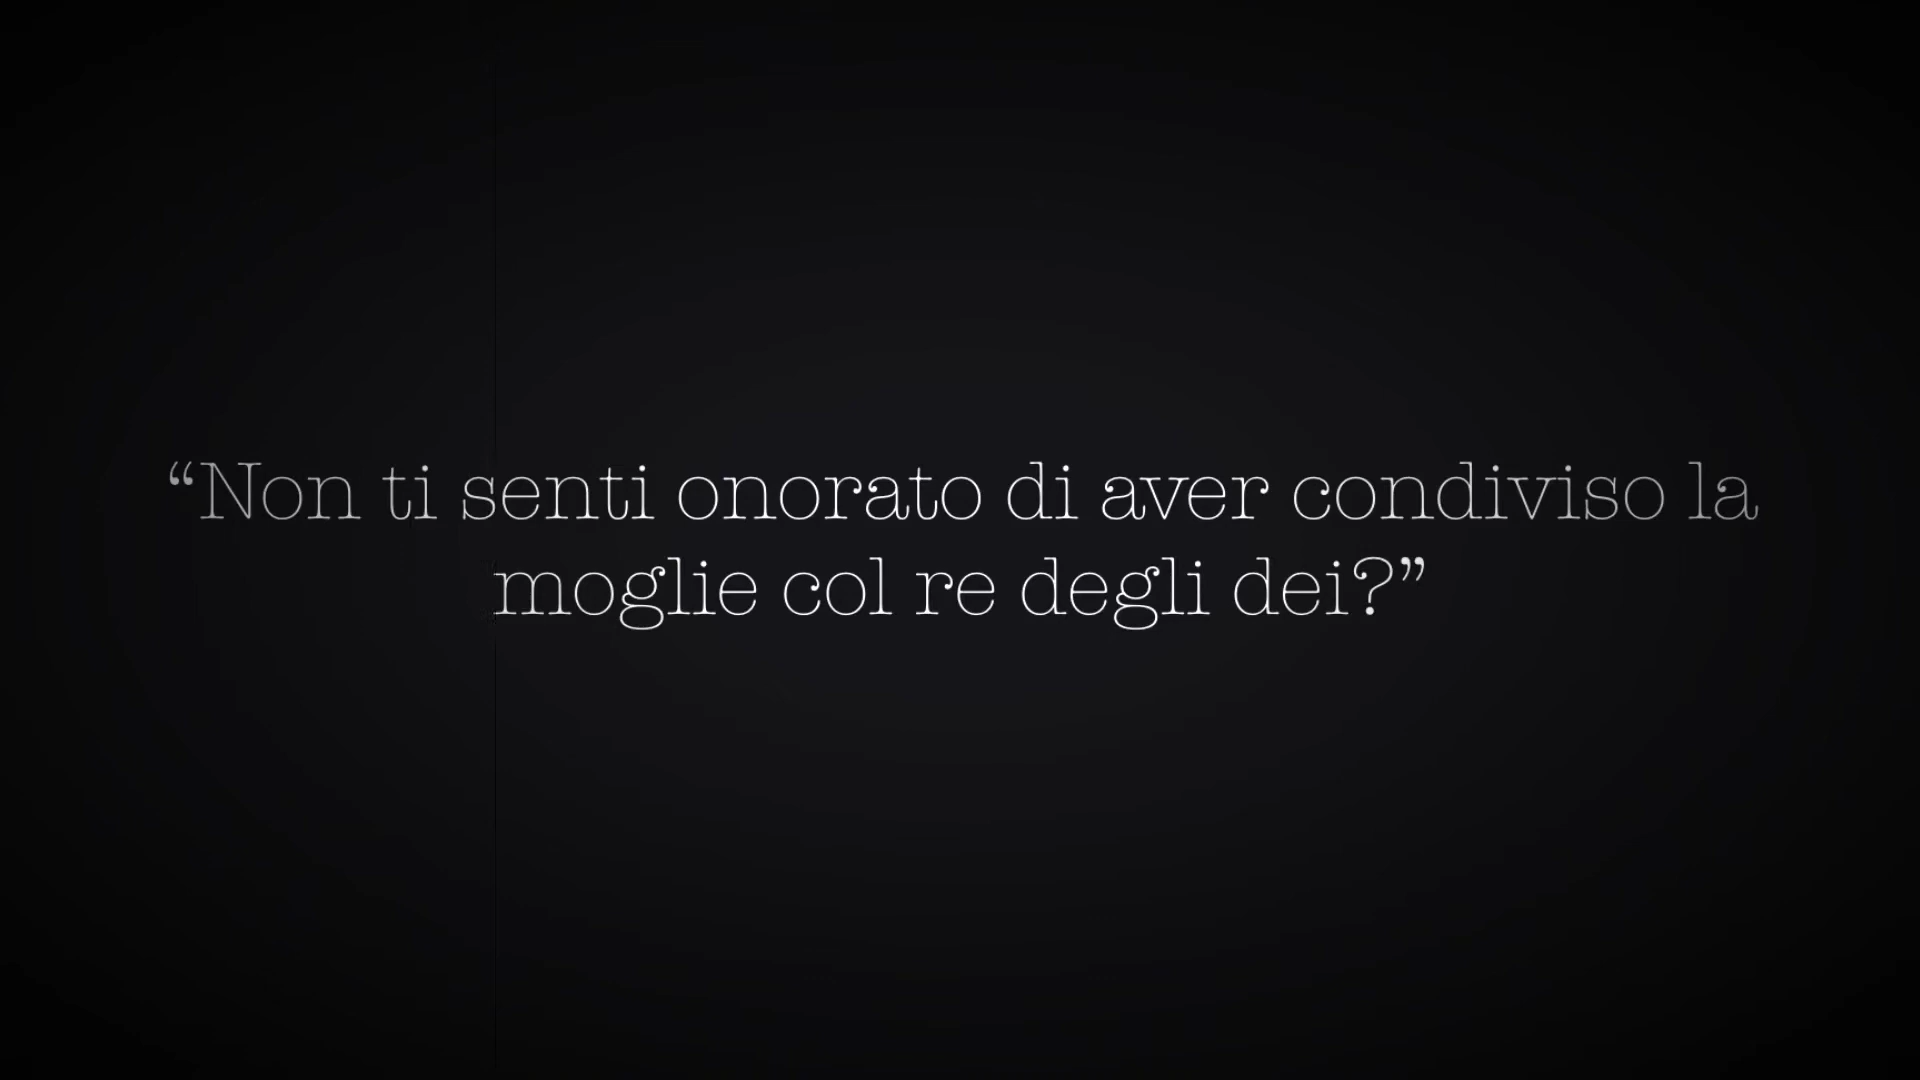 “Non ti senti onorato di aver condiviso la
moglie col re degli dei?”